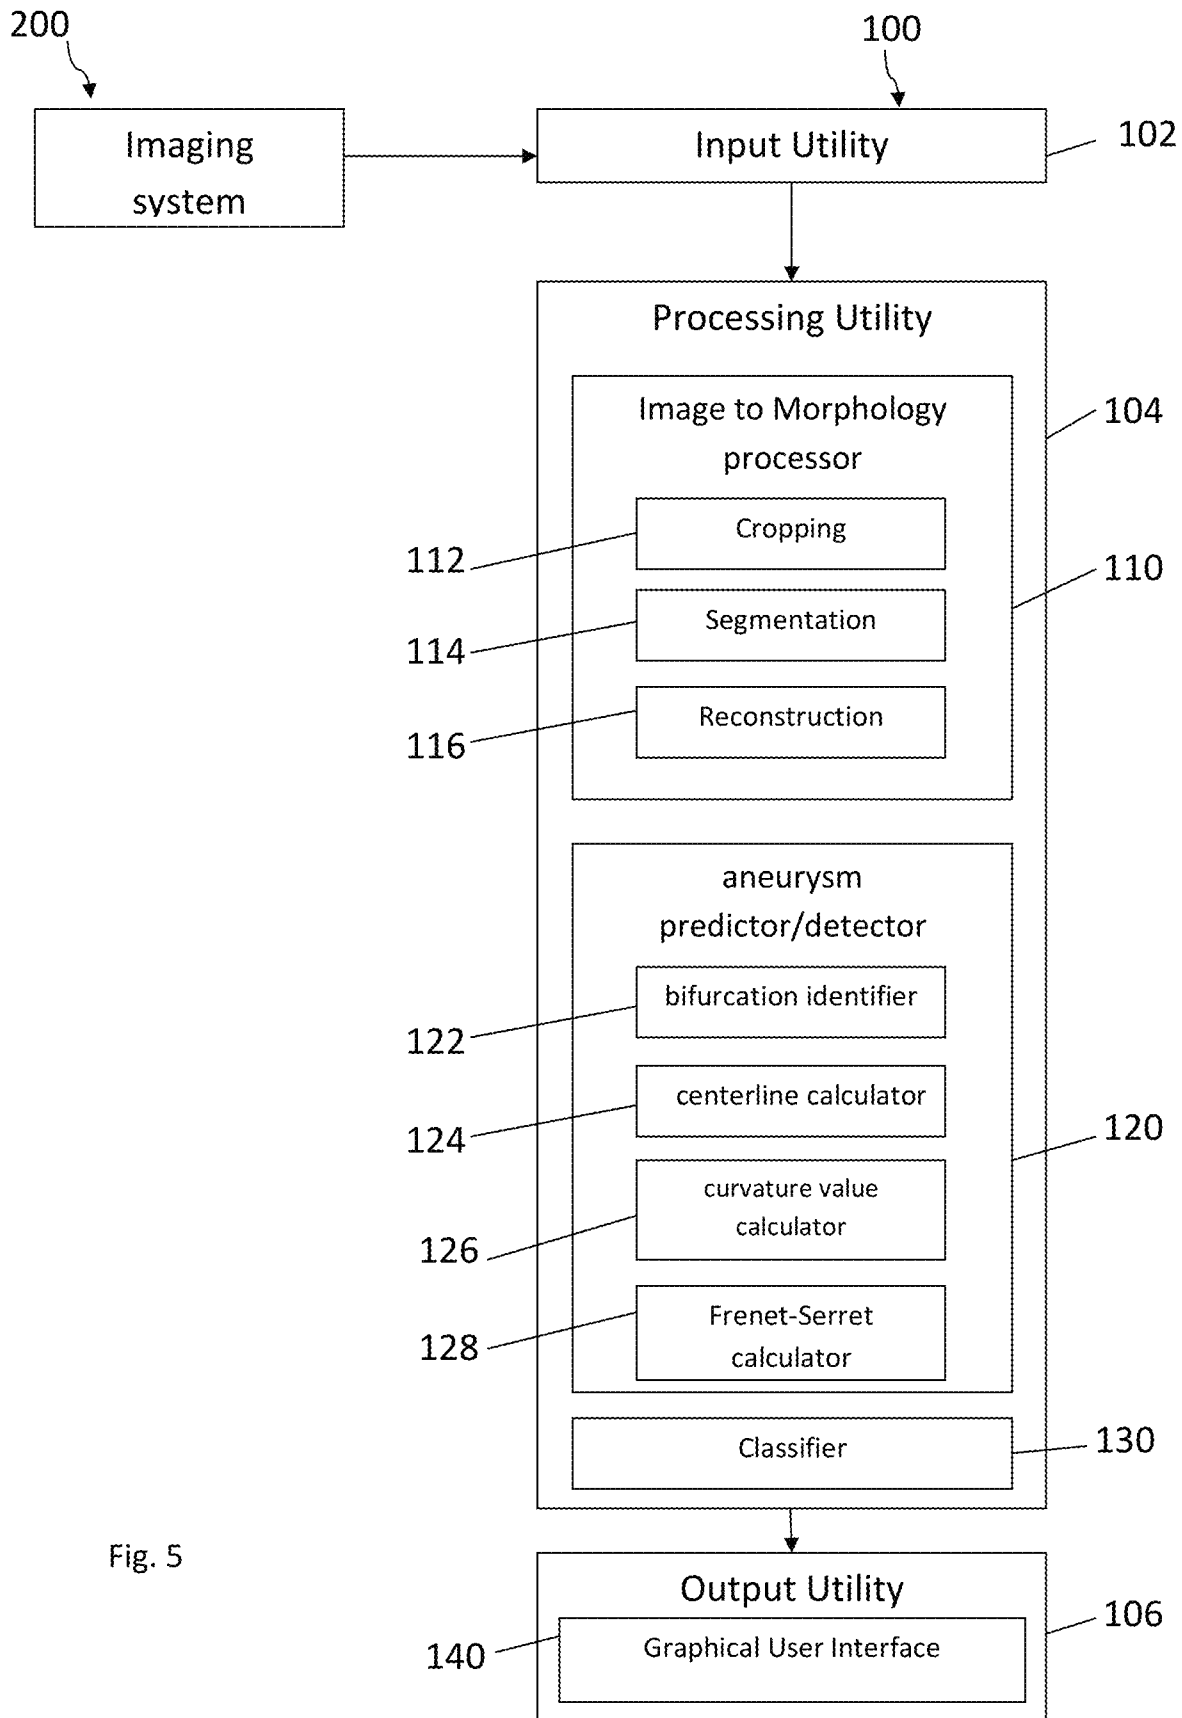 200
100
Imaging
system
Input Utility
102
Processing Utility
104
Image to Morphology
processor
Cropping
112
110
Segmentation
114
Reconstruction
116
aneurysm
predictor/detector
bifurcation identifier
122
centerline calculator
124
120
curvature value
calculator
126
Frenet-Serret
calculator
128
Classifier
130
Fig. 5
Output Utility
106
Graphical User Interface
140